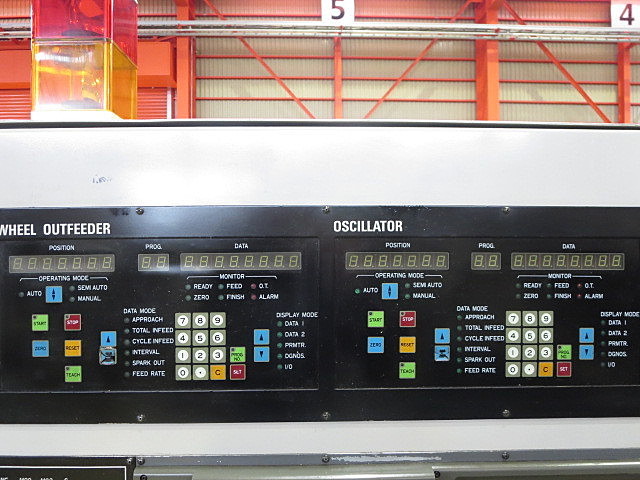 5
4
WHEEL OUTFEEDER
POSITION
PROG.
DATA
OPERATING MODE
AUTO
SEMI AUTO
MANUAL
MONITOR
READY
FEED
O.T.
ZERO
FINISH
ALARM
START
STOP
ZERO
RESET
TEACH
DATA MODE
APPROACH
TOTAL INFEED
CYCLE INFEED
INTERVAL
SPARK OUT
FEED RATE
7 8 9
4 5 6
1 2 3
0 - C
PROG NO.
SET
DISPLAY MODE
DATA 1
DATA 2
PRMTR.
DGNOS.
I/O
OSCILLATOR
POSITION
PROG.
DATA
OPERATING MODE
AUTO
SEMI AUTO
MANUAL
MONITOR
READY
FEED
O.T.
ZERO
FINISH
ALARM
START
STOP
ZERO
RESET
TEACH
DATA MODE
APPROACH
TOTAL INFEED
CYCLE INFEED
INTERVAL
SPARK OUT
FEED RATE
7 8 9
4 5 6
1 2 3
0 - C
PROG NO.
SET
DISPLAY MODE
DATA 1
DATA 2
PRMTR.
DGNOS.
I/O